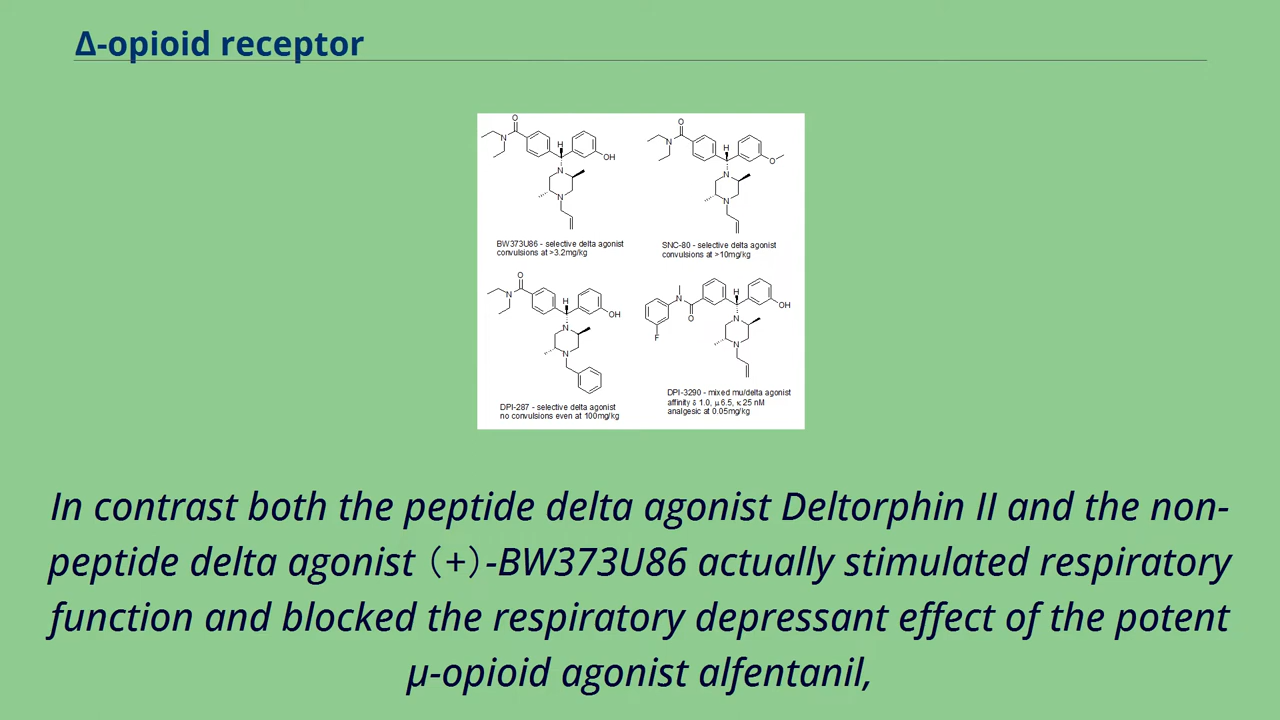 Δ-opioid receptor
BW373U86 - selective delta agonist
convulsions at >3.2mg/kg
SNC-80 - selective delta agonist
convulsions at >10mg/kg
DPI-287 - selective delta agonist
no convulsions even at 100mg/kg
DPI-3290 - mixed mu/delta agonist
affinity δ 1.0, μ 6.5, κ 25 nM
analgesic at 0.05mg/kg
In contrast both the peptide delta agonist Deltorphin II and the non-
peptide delta agonist (+)-BW373U86 actually stimulated respiratory
function and blocked the respiratory depressant effect of the potent
μ-opioid agonist alfentanil,